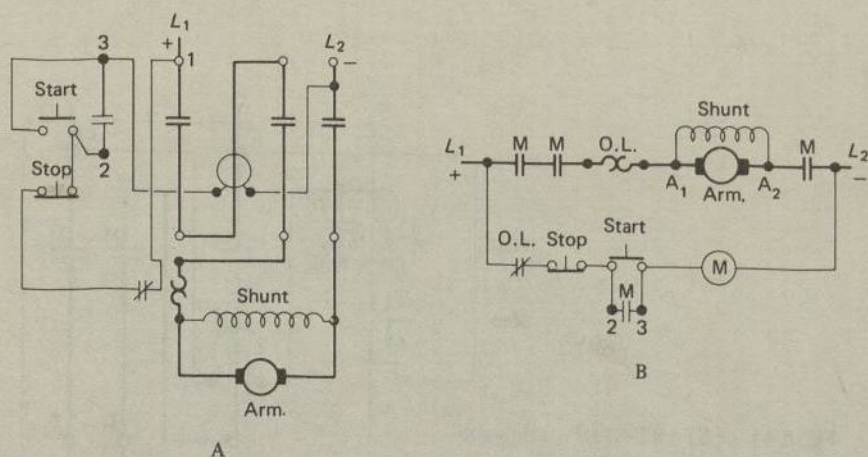 L1
+
1
L2
−
3
Start
2
Stop
Shunt
Arm.
A
L1
+
M
M
O.L.
Shunt
A1
Arm.
A2
M
L2
−
O.L.
Stop
Start
M
2
3
M
B